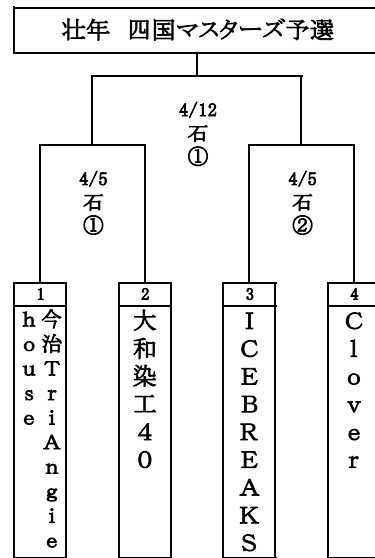 壮年 四国マスターズ予選
4/12
石
①
4/5
石
①
4/5
石
②
1
2
3
4
今治TriAngie
house
大和染工40
ICEBREAKS
Clover